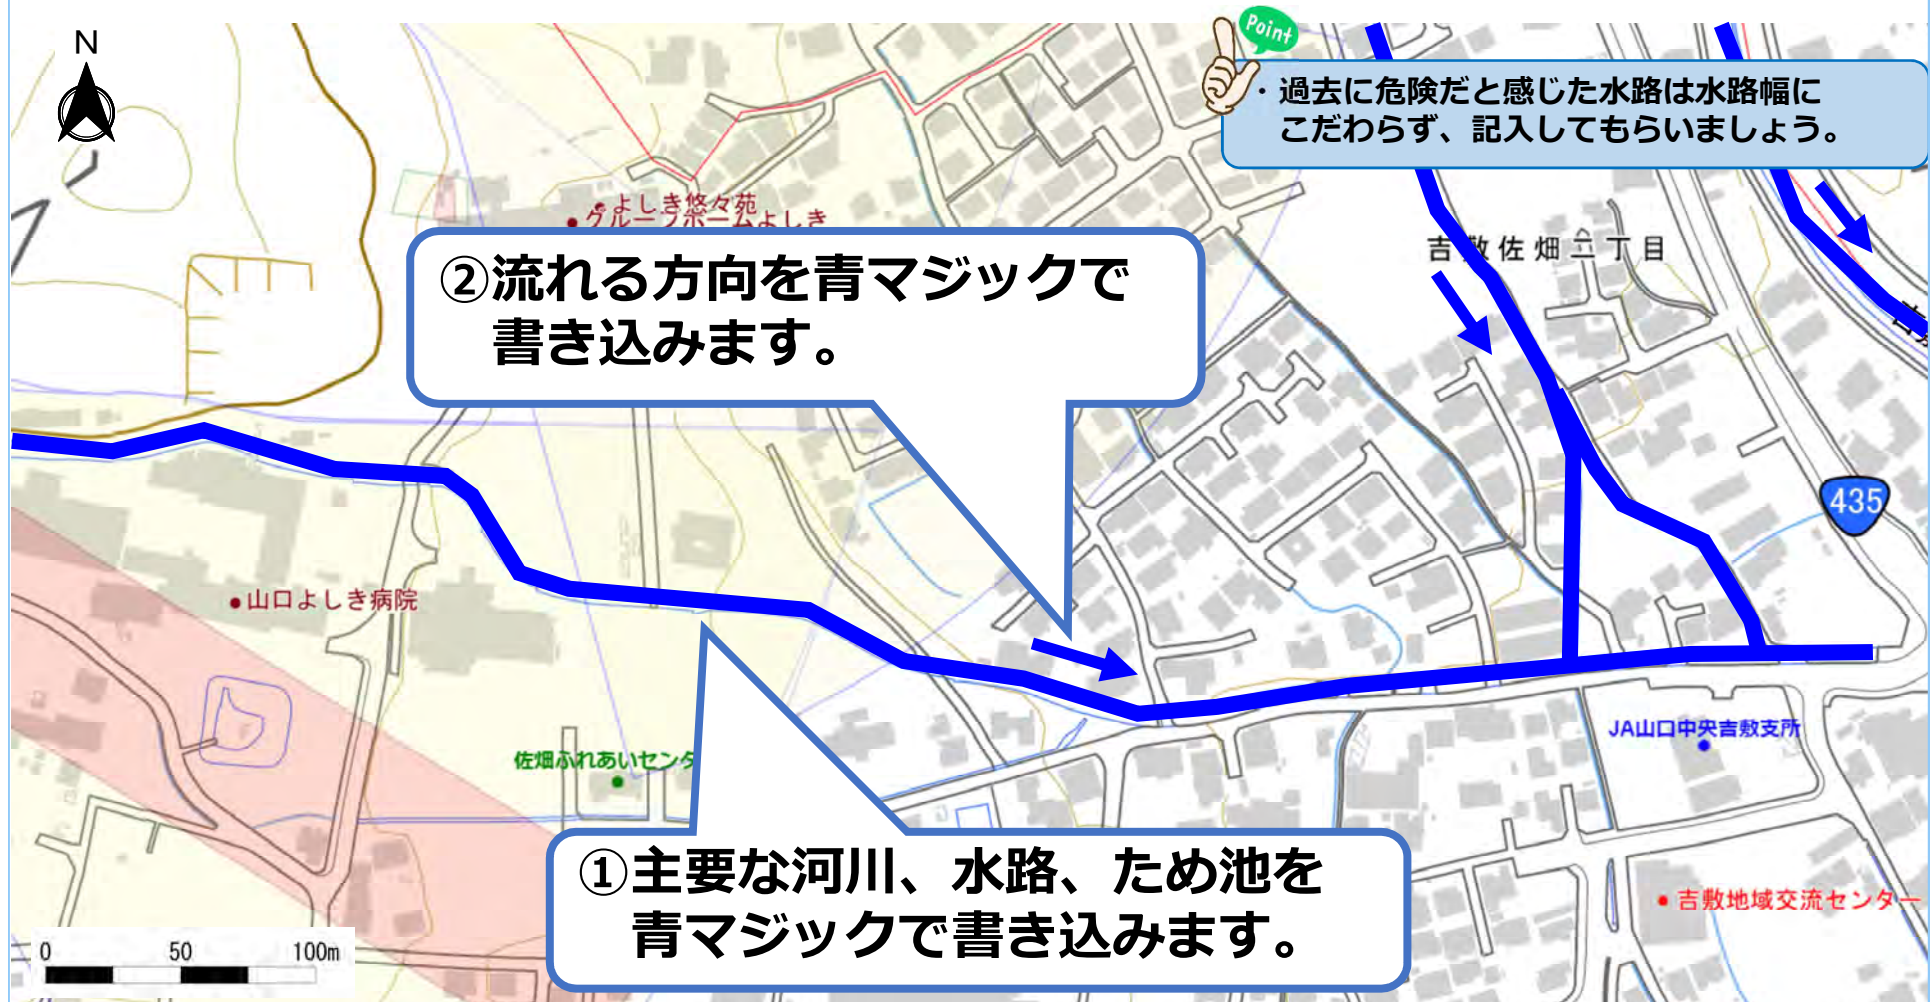 N
Point
・過去に危険だと感じた水路は水路幅に
こだわらず、記入してもらいましょう。
よしき悠々苑
グループホームよしき
吉敷佐畑二丁目
②流れる方向を青マジックで
書き込みます。
435
山口よしき病院
JA山口中央吉敷支所
佐畑ふれあいセンタ
①主要な河川、水路、ため池を
青マジックで書き込みます。
吉敷地域交流センター
0 50 100m